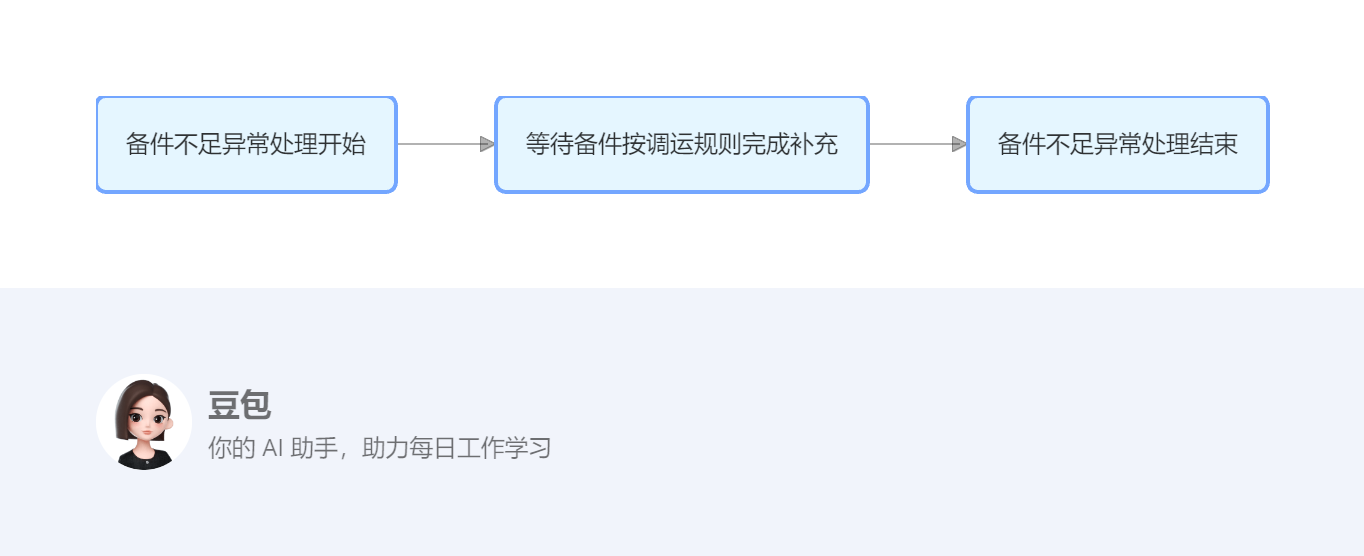 备件不足异常处理开始
等待备件按调运规则完成补充
备件不足异常处理结束
豆包
你的 AI 助手，助力每日工作学习